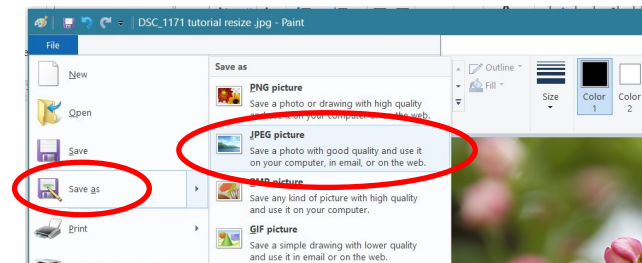 DSC_1171 tutorial resize .jpg - Paint
File
New
Open
Save
Save as
Print
Save as
PNG picture
Save a photo or drawing with high quality
and use it on your computer or on the web.
JPEG picture
Save a photo with good quality and use it
on your computer, in email, or on the web.
BMP picture
Save any kind of picture with high quality
and use it on your computer.
GIF picture
Save a simple drawing with lower quality
and use it in email or on the web.
Outline
Fill
Size
Color
1
Color
2